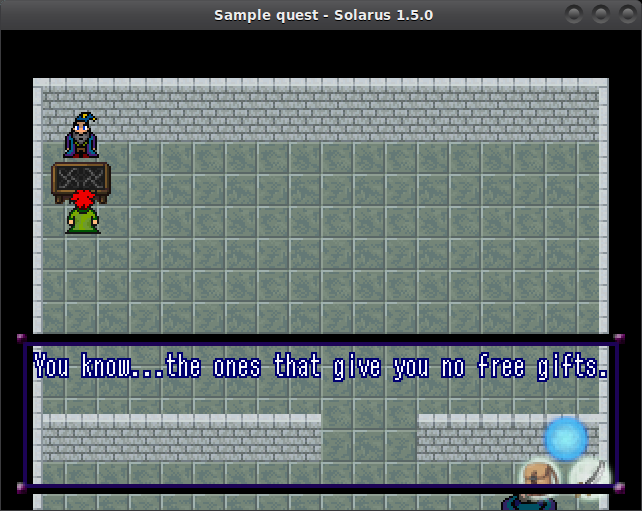 Sample quest - Solarus 1.5.0
You know...the ones that give you no free gifts.